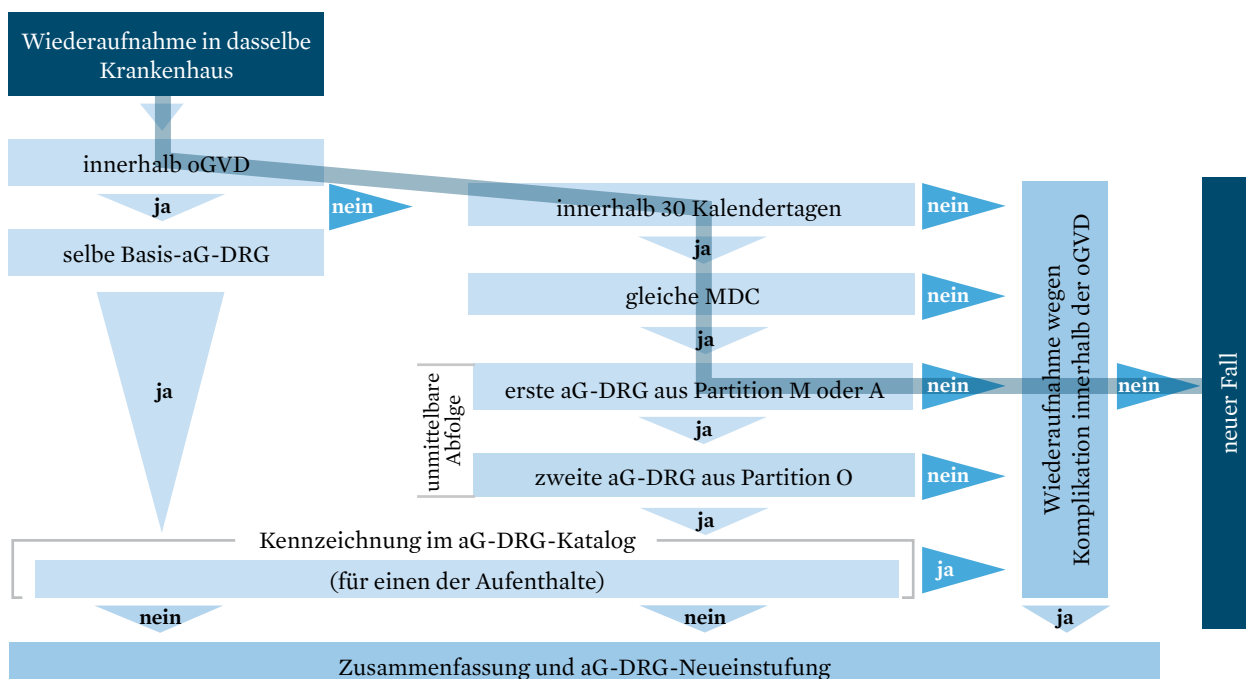 Wiederaufnahme in dasselbe
Krankenhaus
innerhalb oGVD
ja
nein
selbe Basis-aG-DRG
ja
innerhalb 30 Kalendertagen
nein
ja
gleiche MDC
nein
ja
unmittelbare
Abfolge
erste aG-DRG aus Partition M oder A
nein
ja
zweite aG-DRG aus Partition O
nein
ja
Kennzeichnung im aG-DRG-Katalog
(für einen der Aufenthalte)
ja
nein
nein
Wiederaufnahme wegen
Komplikation innerhalb der oGVD
nein
ja
neuer Fall
Zusammenfassung und aG-DRG-Neueinstufung